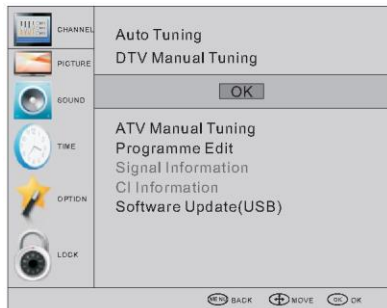 CHANNEL
PICTURE
SOUND
TIME
OPTION
LOCK
Auto Tuning
DTV Manual Tuning
OK
ATV Manual Tuning
Programme Edit
Signal Information
CI Information
Software Update(USB)
MENU BACK MOVE OK OK